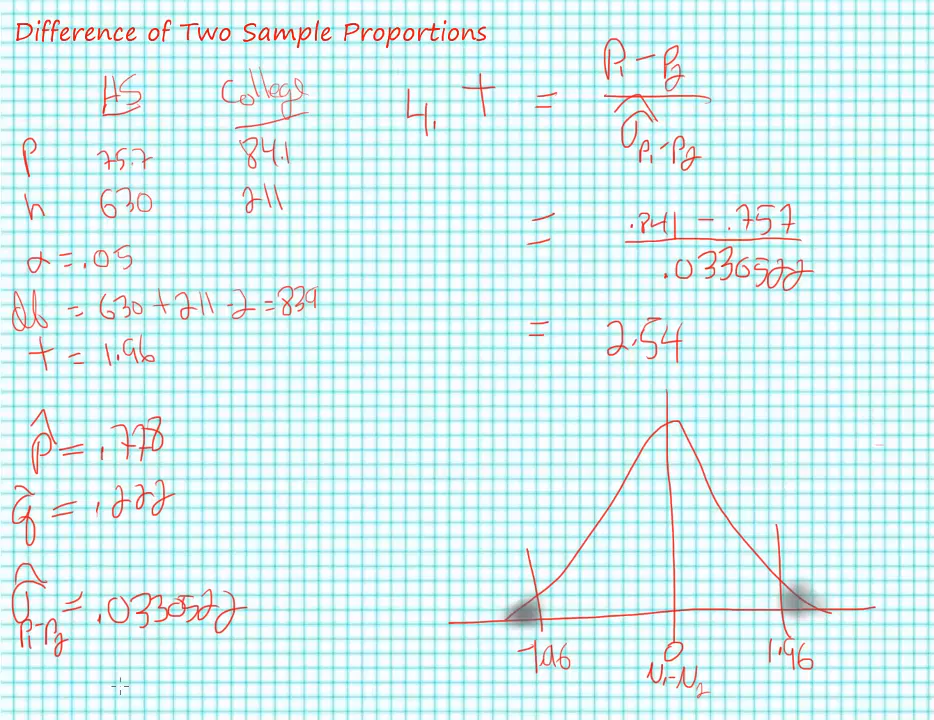 Difference of Two Sample Proportions
HS College
p 75.7 84.1
n 630 211
α = .05
df = 630 + 211 - 2 = 839
t = 1.96
p̂ = .778
q̂ = .222
σ̂ p₁-p₂ = .0330522
4. t = p₁ - p₂
σ̂ p₁-p₂
= .841 - .757
.0330522
= 2.54
-1.96 0 1.96
μ₁-μ₂